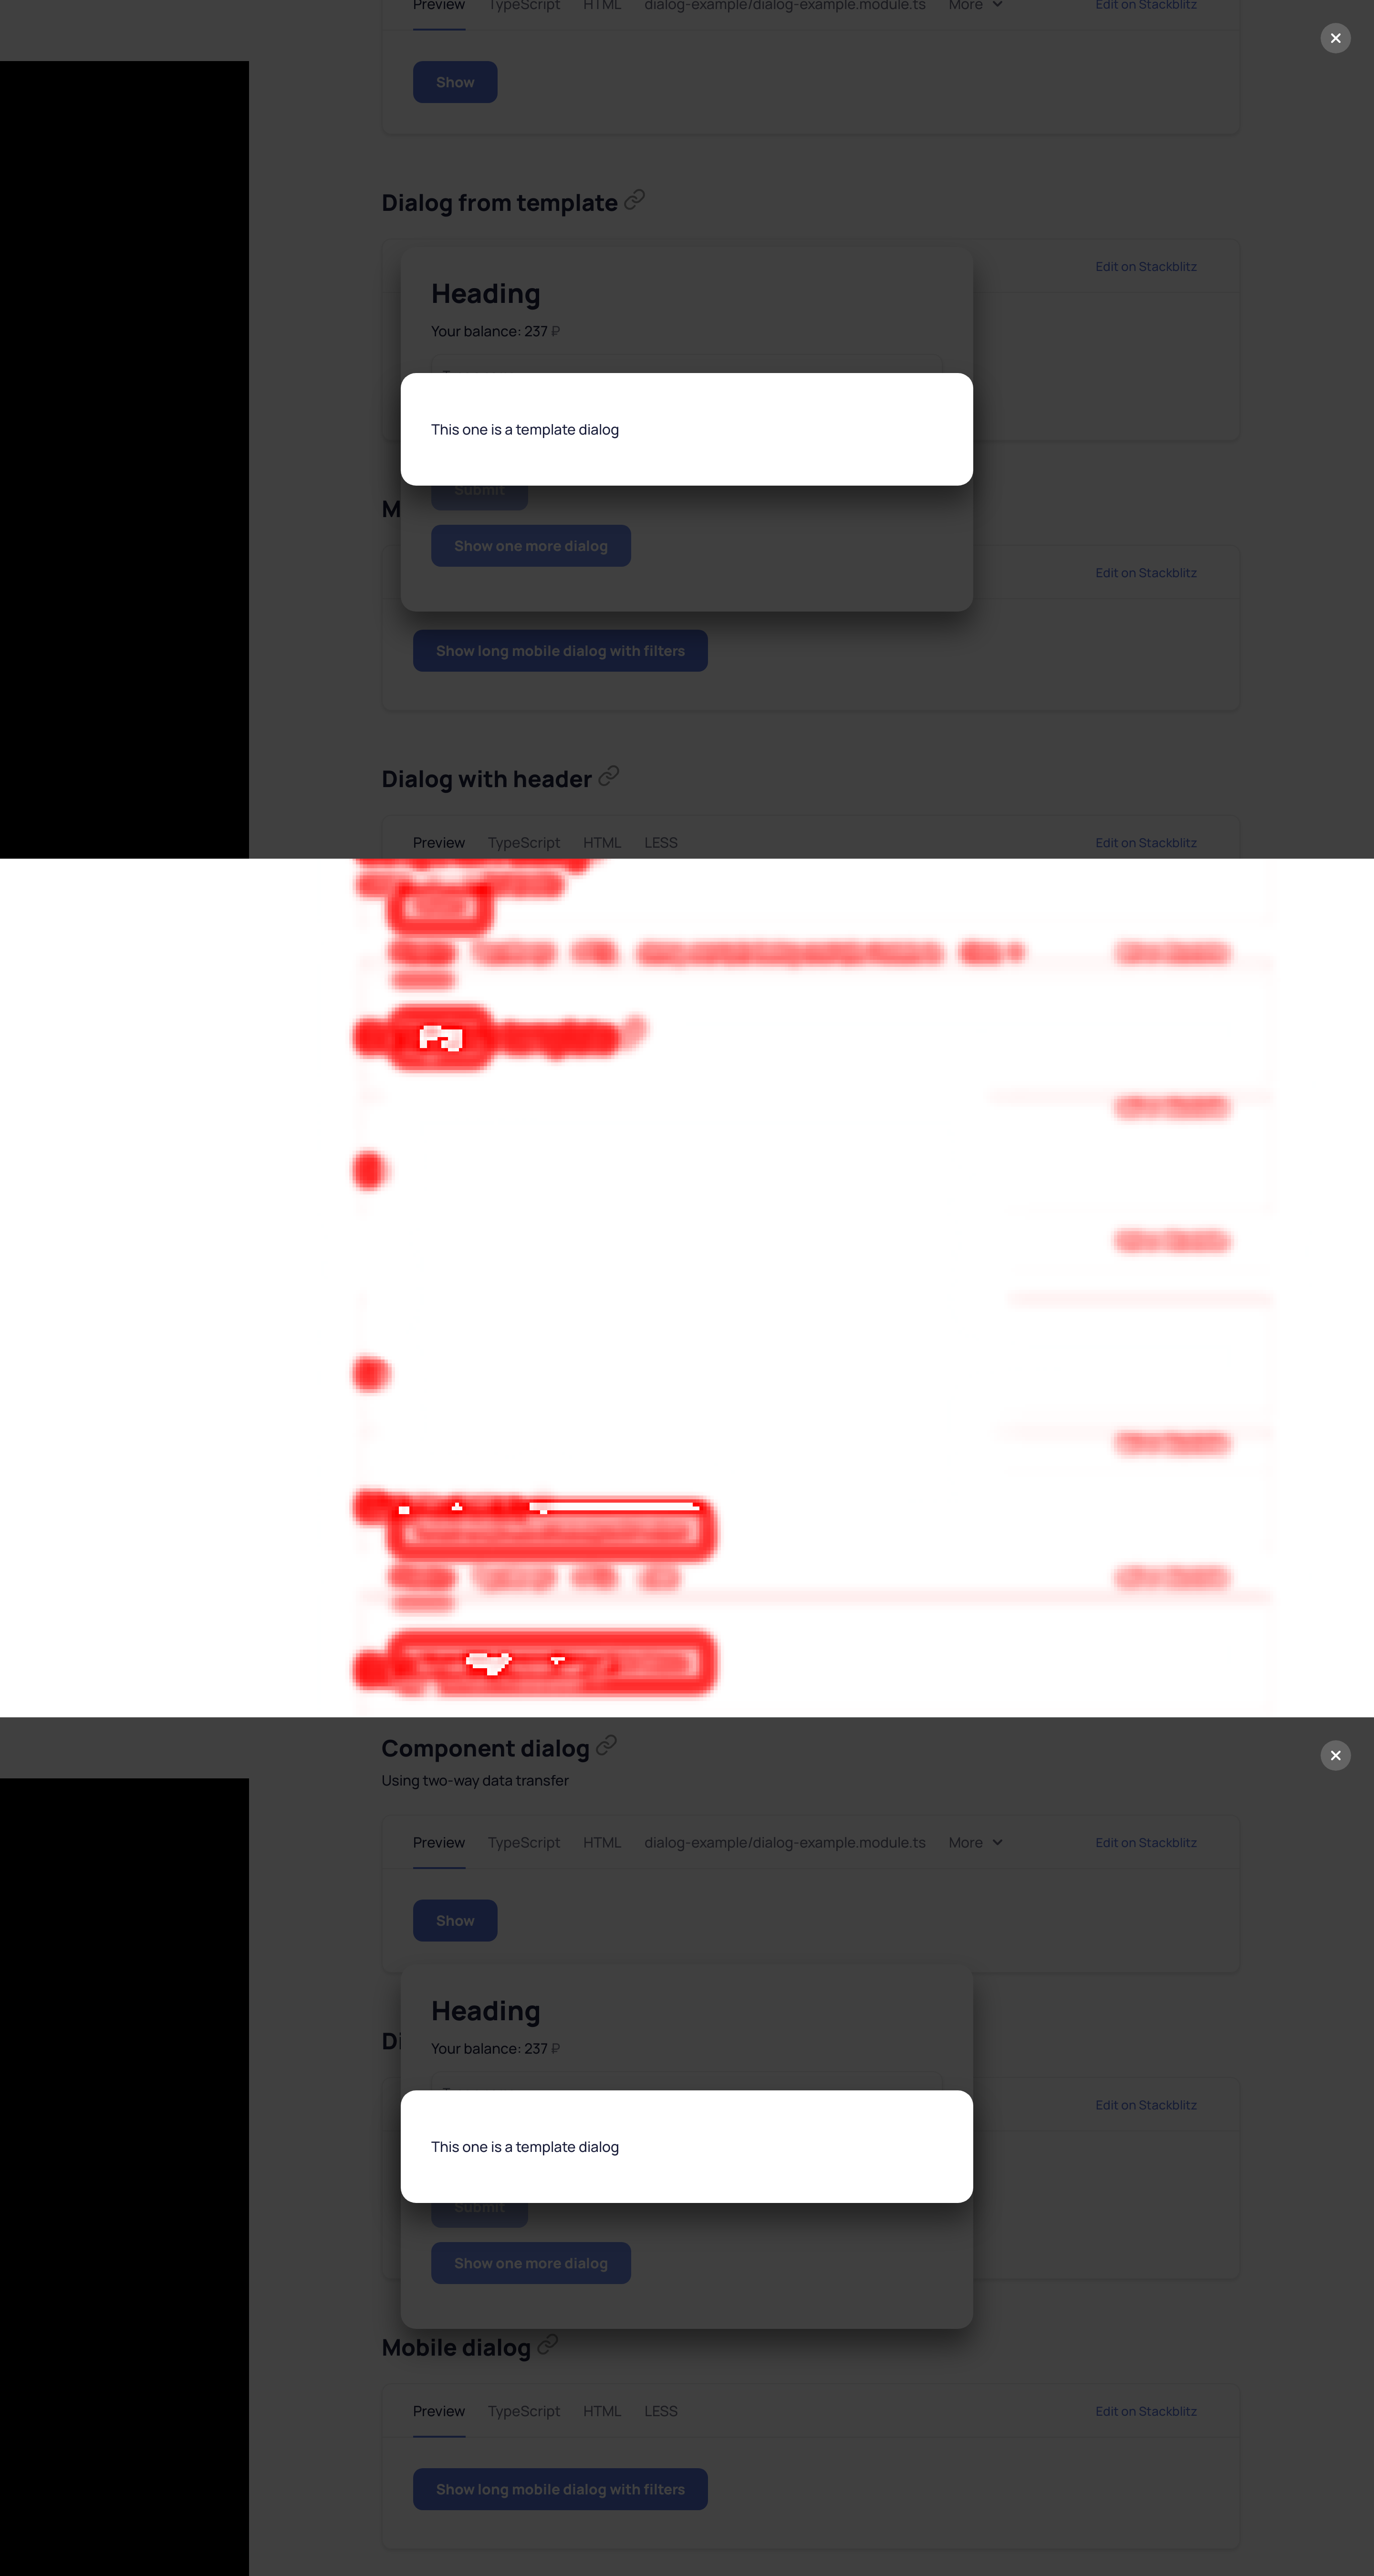 Preview TypeScript HTML dialog-example/dialog-example.module.ts More Edit on Stackblitz
Show
Dialog from template
Edit on Stackblitz
Heading
Your balance: 237 ₽
This one is a template dialog
Submit
M
Show one more dialog
Edit on Stackblitz
Show long mobile dialog with filters
Dialog with header
Preview TypeScript HTML LESS Edit on Stackblitz
Component dialog
Using two-way data transfer
Preview TypeScript HTML dialog-example/dialog-example.module.ts More Edit on Stackblitz
Show
Heading
Di
Your balance: 237 ₽
Edit on Stackblitz
This one is a template dialog
Submit
Show one more dialog
Mobile dialog
Preview TypeScript HTML LESS Edit on Stackblitz
Show long mobile dialog with filters